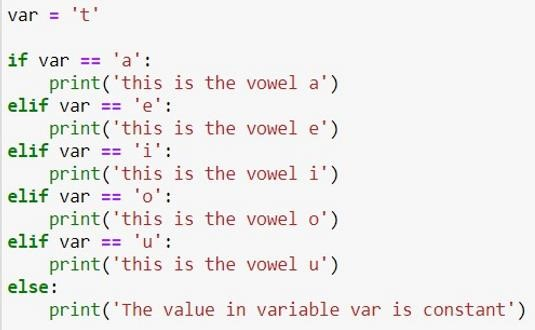 var = 't'
if var == 'a':
    print('this is the vowel a')
elif var == 'e':
    print('this is the vowel e')
elif var == 'i':
    print('this is the vowel i')
elif var == 'o':
    print('this is the vowel o')
elif var == 'u':
    print('this is the vowel u')
else:
    print('The value in variable var is constant')